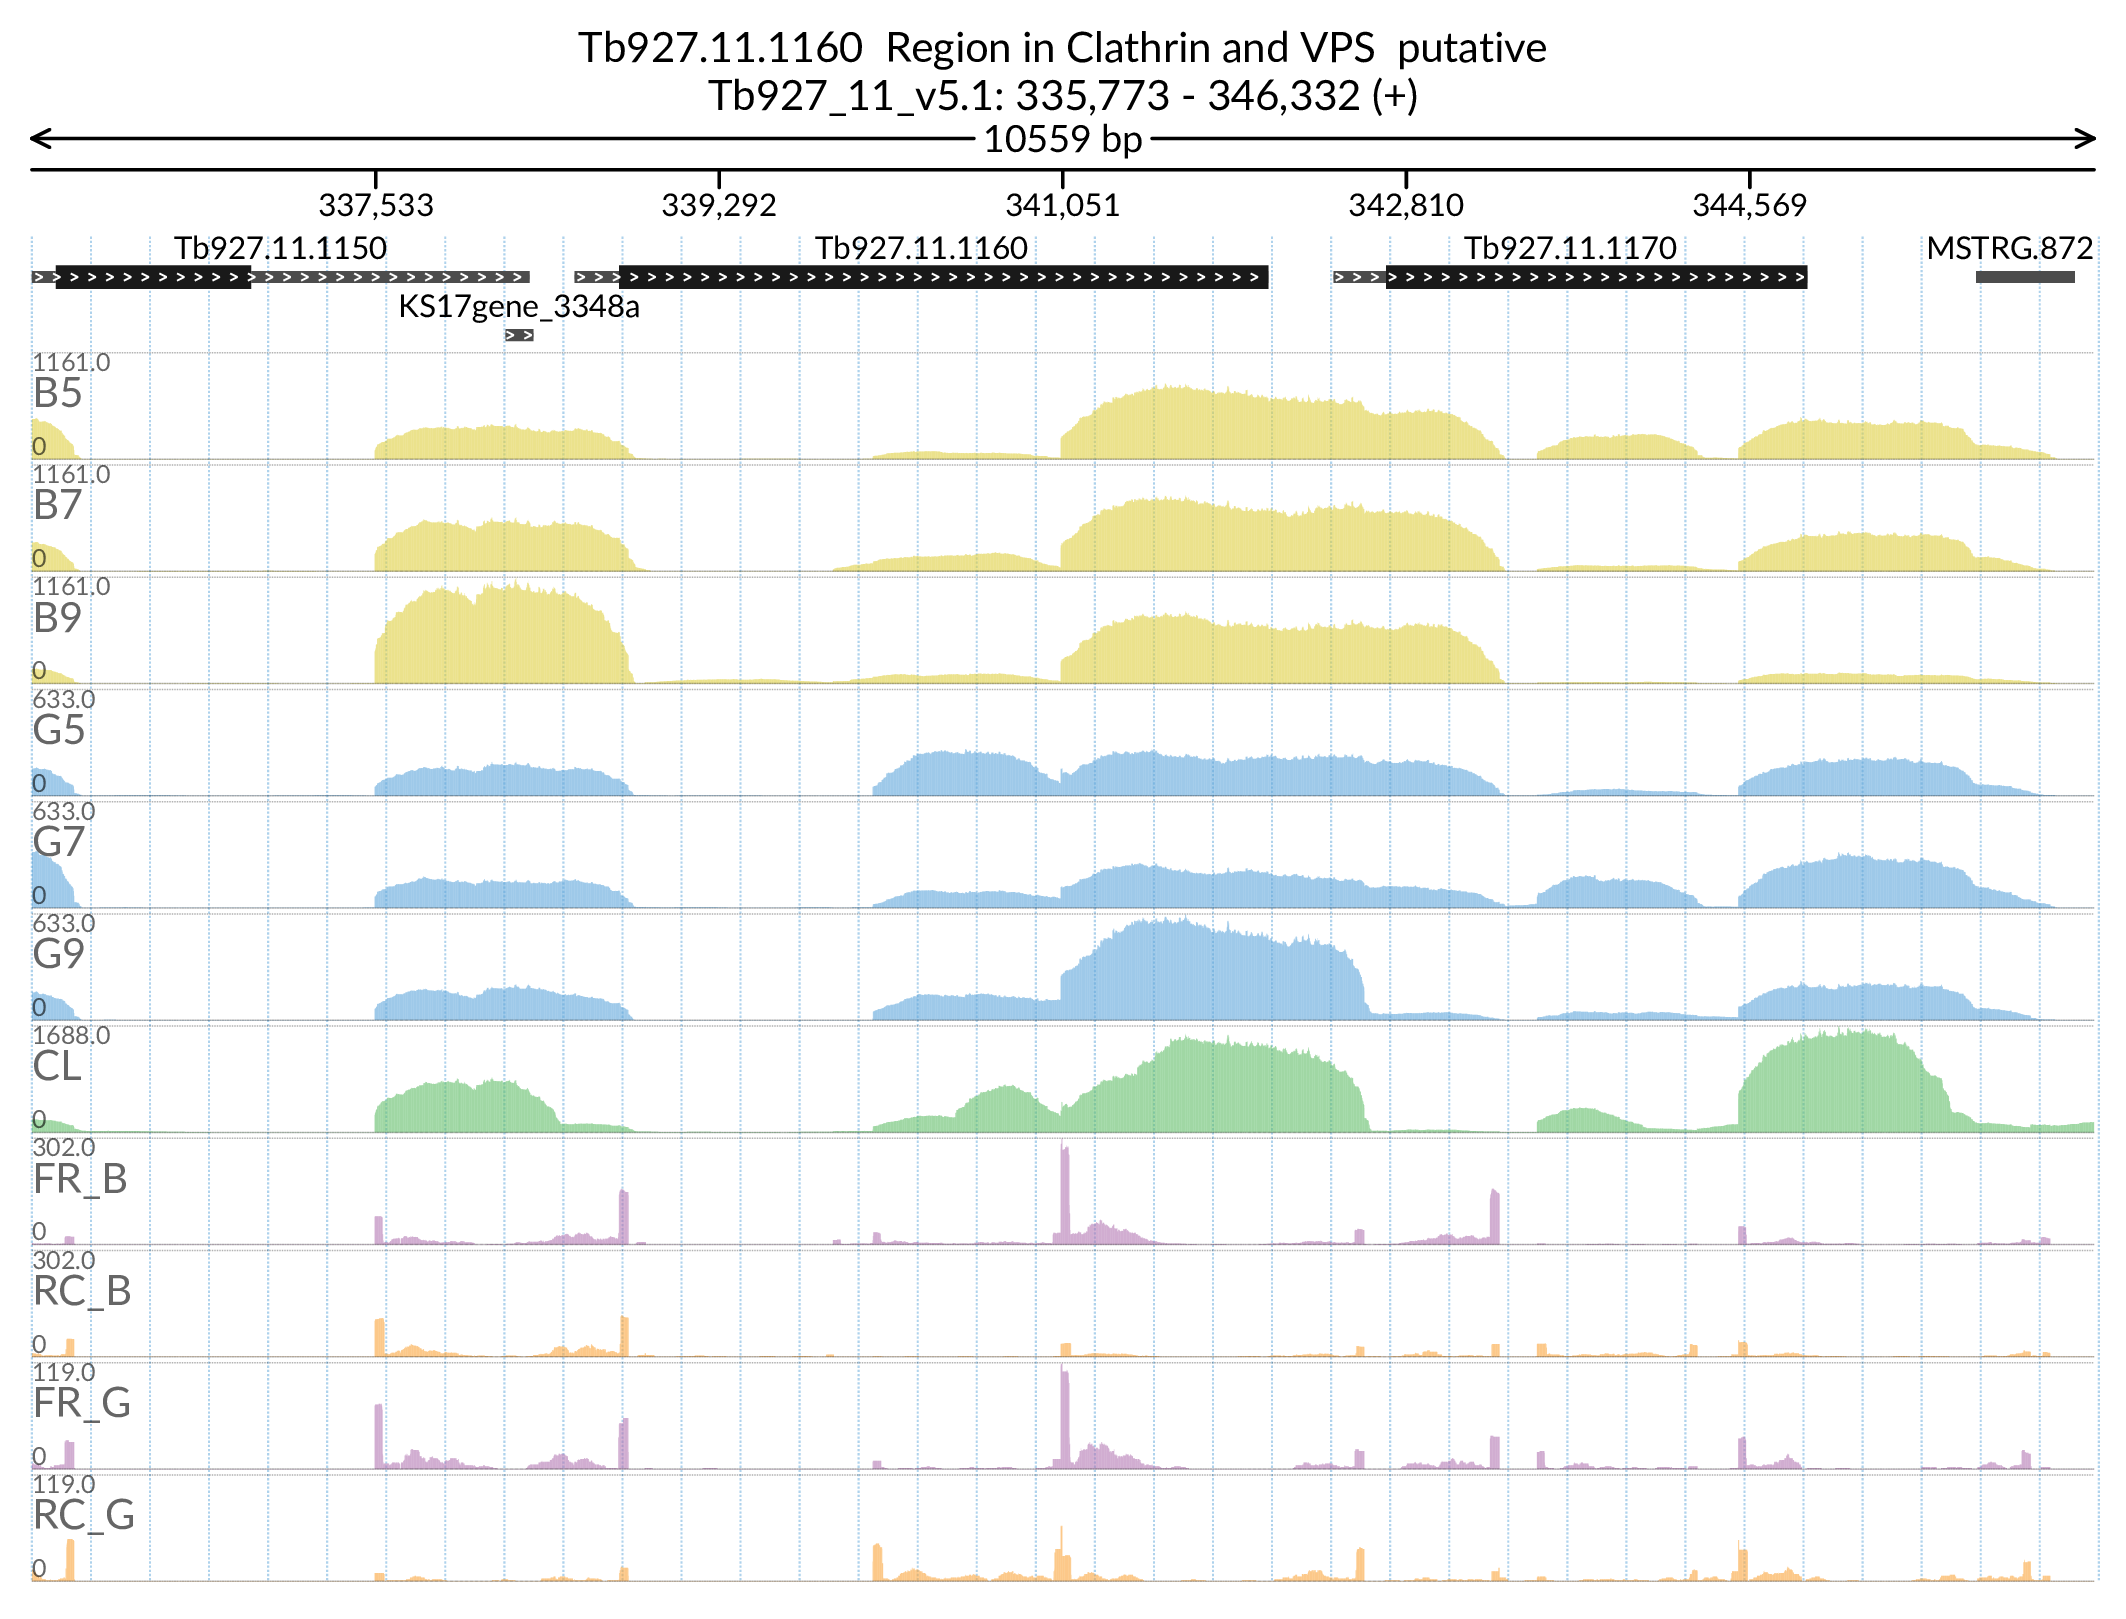 Tb927.11.1160  Region in Clathrin and VPS  putative
Tb927_11_v5.1: 335,773 - 346,332 (+)
10559 bp
337,533 339,292 341,051 342,810 344,569
Tb927.11.1150 Tb927.11.1160 Tb927.11.1170 MSTRG.872
KS17gene_3348a
1161.0
B5
0
1161.0
B7
0
1161.0
B9
0
633.0
G5
0
633.0
G7
0
633.0
G9
0
1688.0
CL
0
302.0
FR_B
0
302.0
RC_B
0
119.0
FR_G
0
119.0
RC_G
0